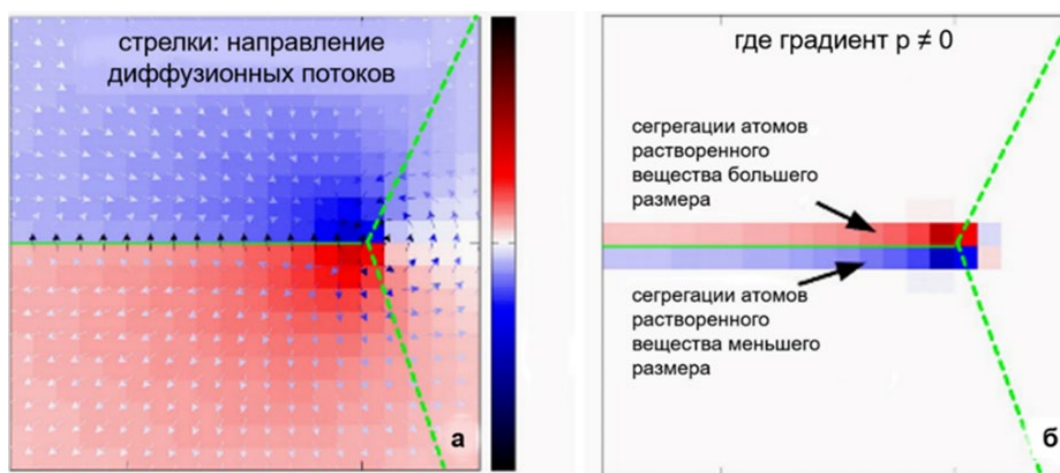 стрелки: направление
диффузионных потоков
а
где градиент p ≠ 0
сегрегации атомов
растворенного
вещества большего
размера
сегрегации атомов
растворенного
вещества меньшего
размера
б